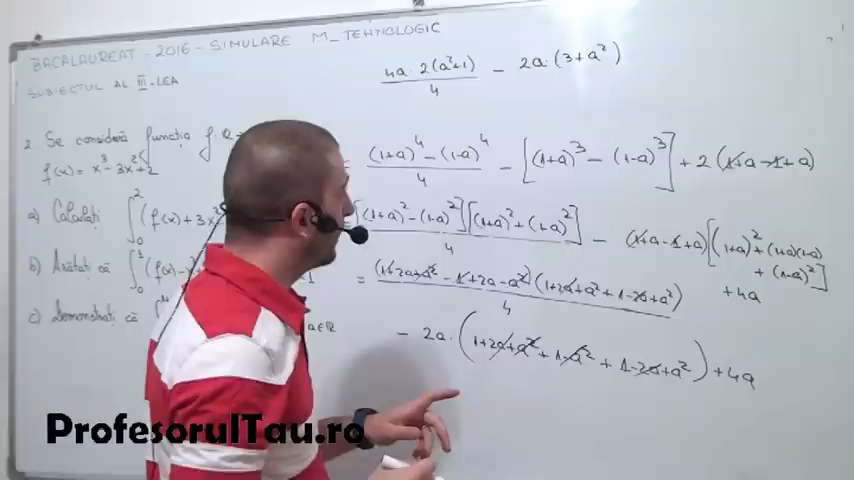 BACALAUREAT - 2016 - SIMULARE M_TEHNOLOGIC
SUBIECTUL AL III-LEA
2. Se consideră funcția f: R
f(x) = x³ - 3x² + 2
a) Calculați ∫₀² (f(x) + 3x²
b) Arătați că ∫₀¹ (f(x) -
1
c) Demonstrați că
a∈R
4a · 2(a²+1) / 4 - 2a · (3+a²)
= (1+a)⁴ - (1-a)⁴ / 4 - [(1+a)³ - (1-a)³] + 2(1+a-1+a)
[(1+a)² - (1-a)²][(1+a)² + (1-a)²] / 4 - (1+a-1+a)[(1+a)² + (1+a)(1-a) + (1-a)²] + 4a
= (1+2a+a² - 1+2a-a²)(1+2a+a²+1-2a+a²) / 4
- 2a · (1+2a+a² + 1-a² + 1-2a+a²) + 4a
ProfesorulTau.ro